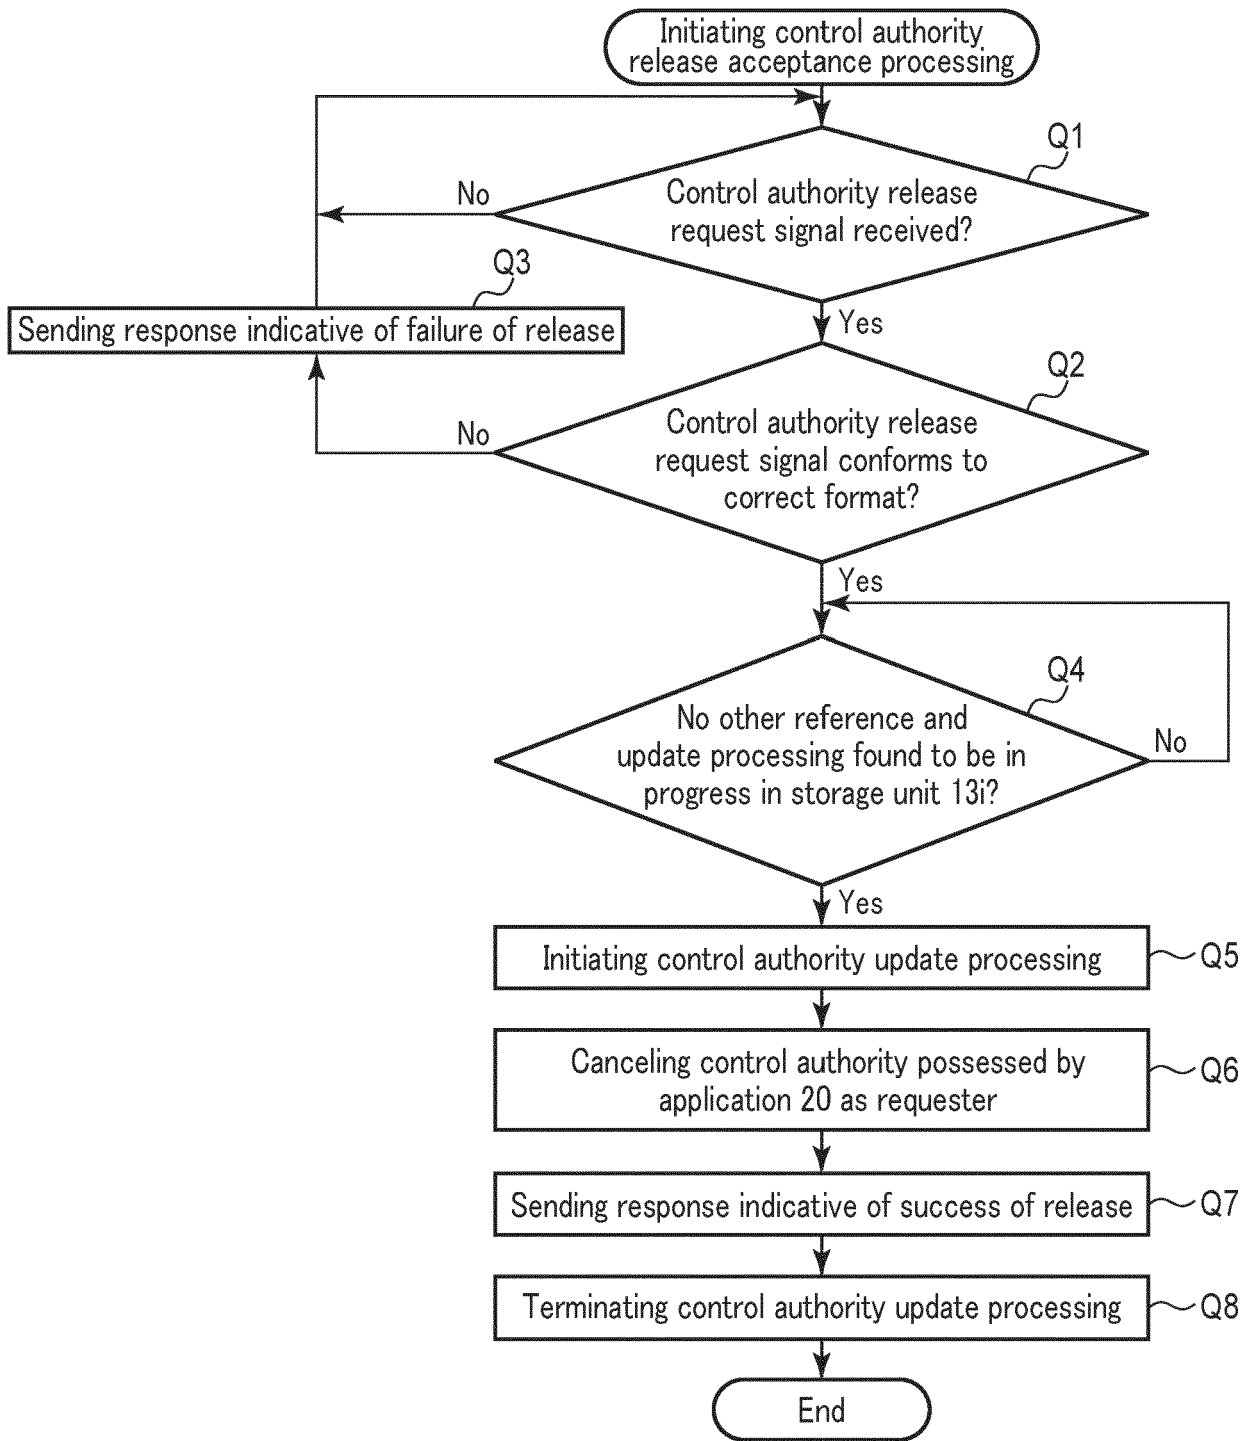 Initiating control authority
release acceptance processing
Q1
Control authority release
request signal received?
No
Yes
Q3
Sending response indicative of failure of release
Q2
Control authority release
request signal conforms to
correct format?
No
Yes
Q4
No other reference and
update processing found to be in
progress in storage unit 13i?
No
Yes
Initiating control authority update processing
Q5
Canceling control authority possessed by
application 20 as requester
Q6
Sending response indicative of success of release
Q7
Terminating control authority update processing
Q8
End